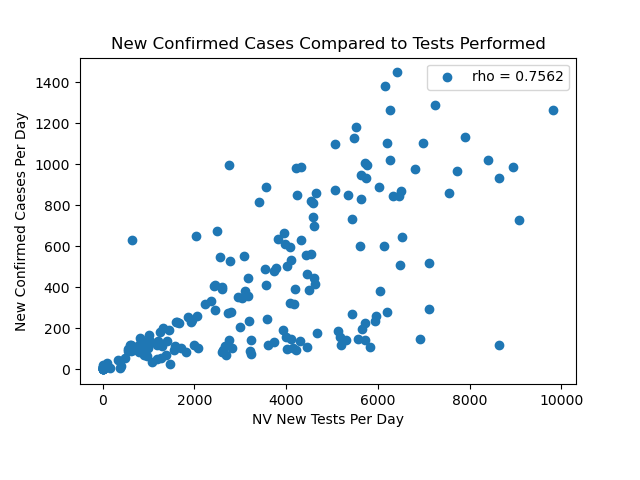 New Confirmed Cases Compared to Tests Performed
rho = 0.7562
New Confirmed Caeses Per Day
1400
1200
1000
800
600
400
200
0
0 2000 4000 6000 8000 10000
NV New Tests Per Day